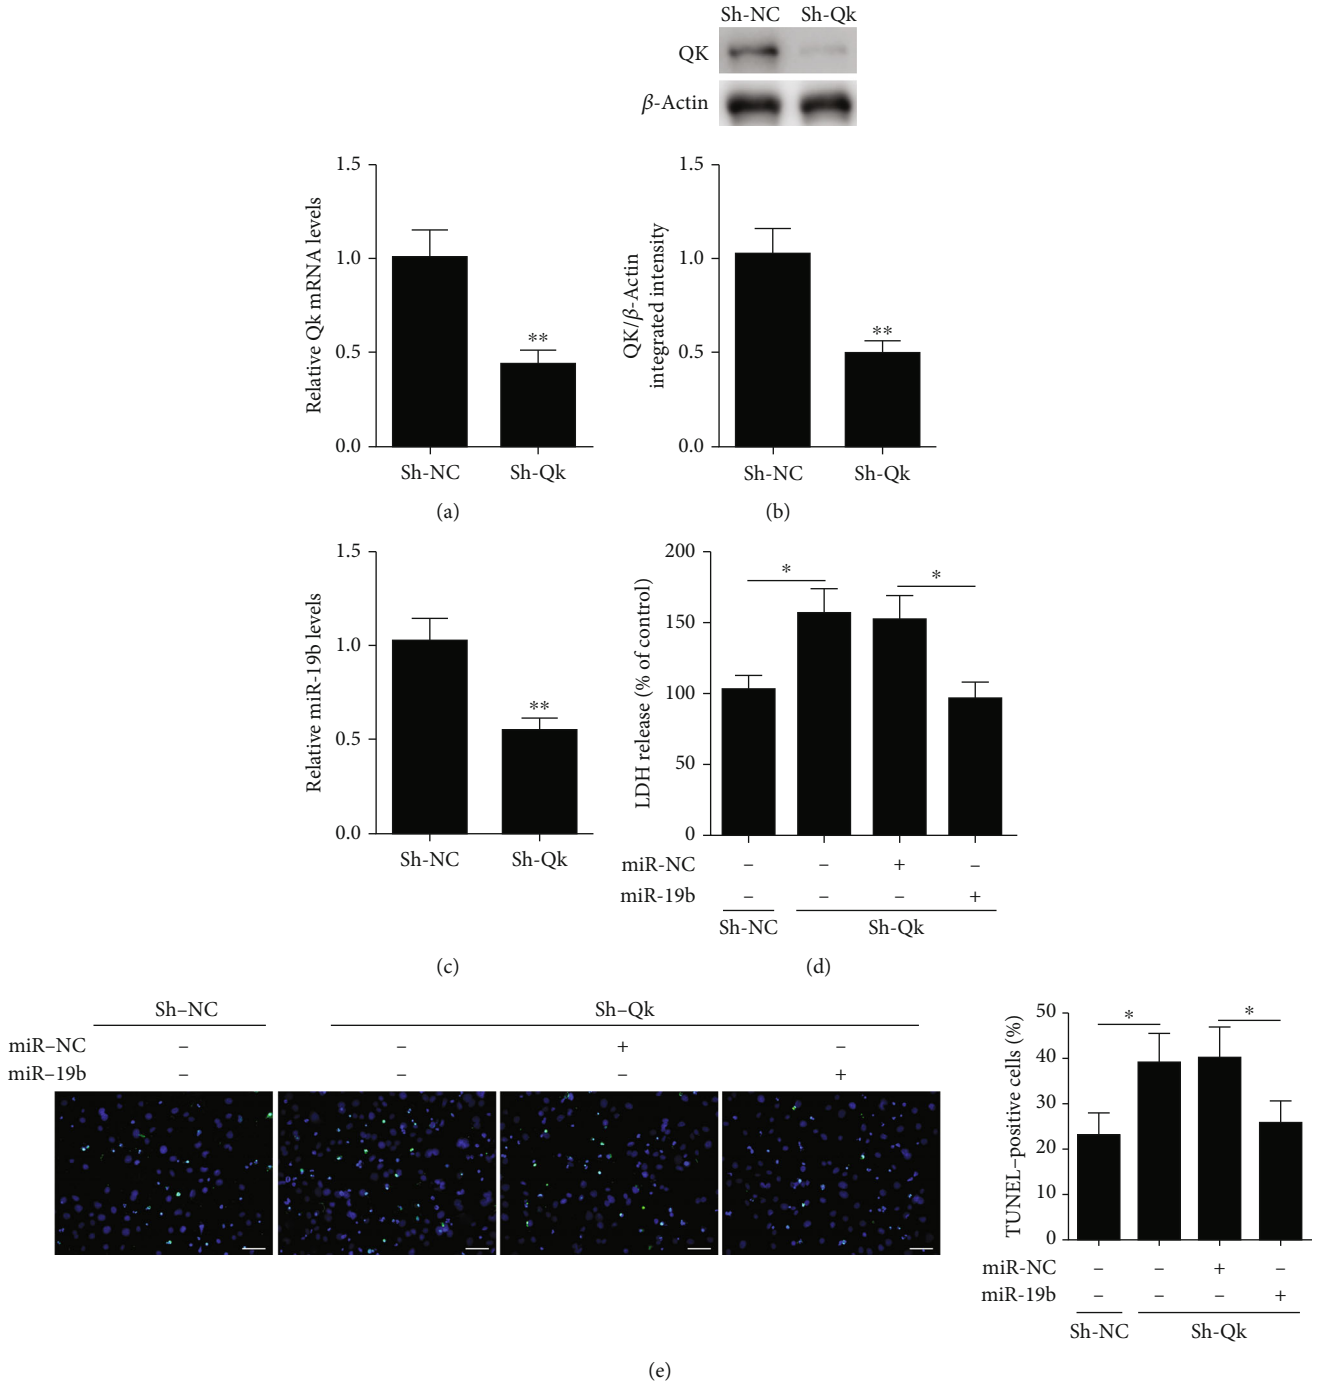 Sh-NC Sh-Qk
QK
β-Actin
1.5
1.0
0.5
0.0
Relative Qk mRNA levels
**
Sh-NC Sh-Qk
(a)
1.5
1.0
0.5
0.0
QK/β-Actin
integrated intensity
**
Sh-NC Sh-Qk
(b)
1.5
1.0
0.5
0.0
Relative miR-19b levels
**
Sh-NC Sh-Qk
(c)
200
150
100
50
0
LDH release (% of control)
* *
miR-NC – – + –
miR-19b – – – +
Sh-NC Sh-Qk
(d)
Sh–NC Sh–Qk
miR–NC – – + –
miR–19b – – – +
50
40
30
20
10
0
TUNEL–positive cells (%)
* *
miR-NC – – + –
miR-19b – – – +
Sh-NC Sh-Qk
(e)